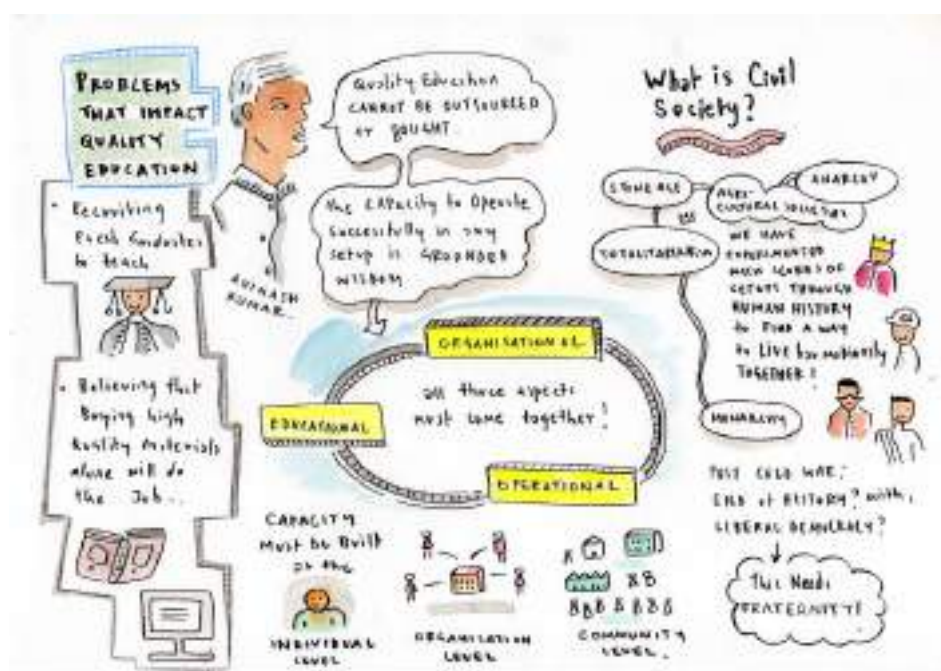 PROBLEMS
THAT IMPACT
QUALITY
EDUCATION
• Recruiting
Fresh Graduates
to teach
• Believing that
Buying high
Quality Materials
alone will do
the Job...
AVINASH
KUMAR
Quality Education
CANNOT BE OUTSOURCED
or BOUGHT.
the CAPACITY to Operate
successfully in any
setup is GROUNDED
WISDOM
ORGANISATIONAL
EDUCATIONAL
OPERATIONAL
all three aspects
must come together!
CAPACITY
Must be Built
at the
INDIVIDUAL
LEVEL
ORGANISATION
LEVEL
COMMUNITY
LEVEL.
What is Civil
Society?
STONE AGE
AGRI-
CULTURAL SOCIETIES
ANARCHY
TOTALITARIAN
WE HAVE
EXPERIMENTED
WITH
THROUGH
HUMAN HISTORY
to FIND A WAY
to LIVE harmoniously
TOGETHER!
MONARCHY
POST COLD WAR:
END of HISTORY? with,
LIBERAL DEMOCRACY?
This Needs
FRATERNITY!